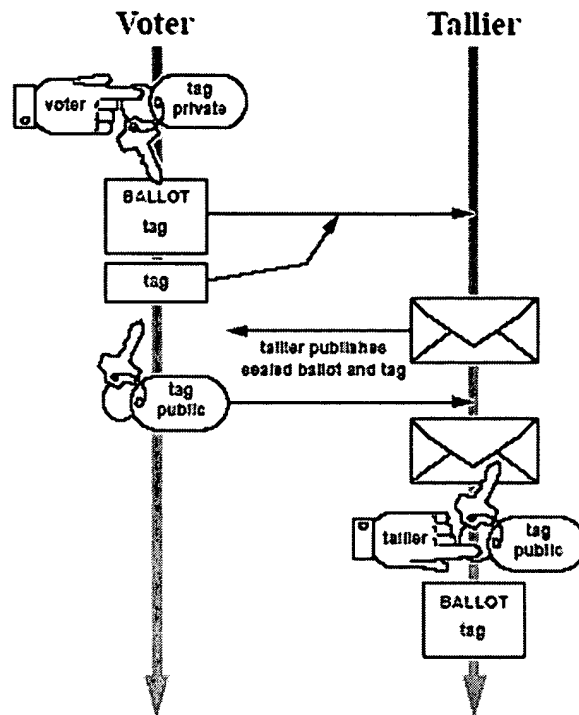 Voter
Tallier
voter
tag
private
BALLOT
tag
tag
tallier publishes
sealed ballot and tag
tag
public
tallier
tag
public
BALLOT
tag